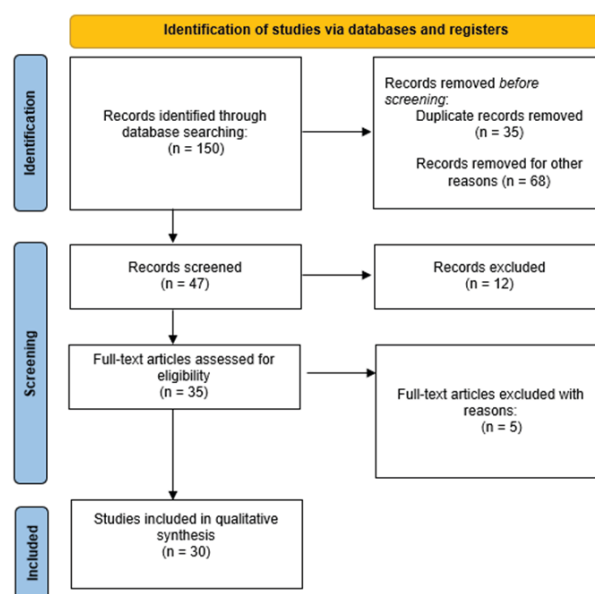 Identification of studies via databases and registers
Identification
Records identified through
database searching:
(n = 150)
Records removed before
screening:
Duplicate records removed
(n = 35)
Records removed for other
reasons (n = 68)
Screening
Records screened
(n = 47)
Records excluded
(n = 12)
Full-text articles assessed for
eligibility
(n = 35)
Full-text articles excluded with
reasons:
(n = 5)
Included
Studies included in qualitative
synthesis
(n = 30)